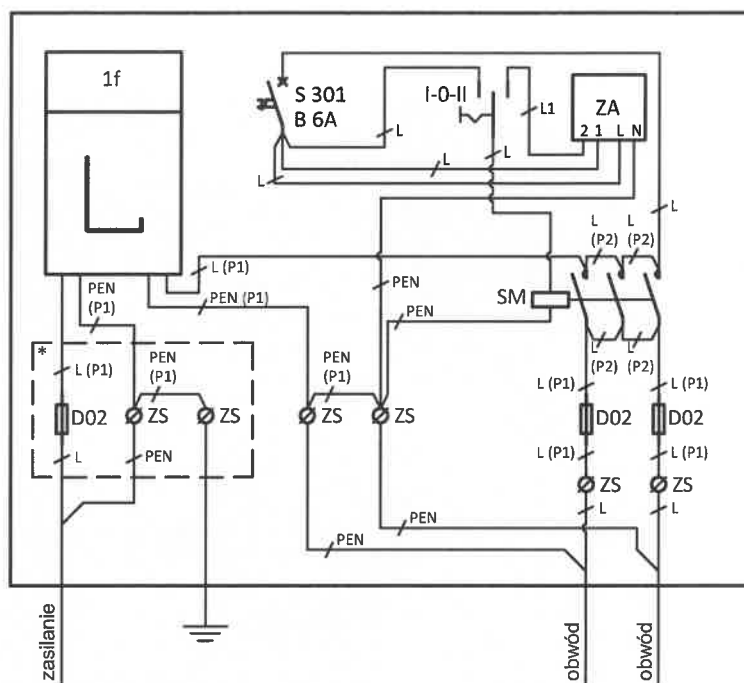 1f
S 301
B 6A
I-0-II
ZA
2 1 L N
L1
L
L
L
L
L
L
(P2)
L
(P2)
L (P1)
PEN
(P1)
PEN (P1)
PEN
SM
PEN
*
L (P1)
PEN
(P1)
PEN
(P1)
L
(P2)
L
(P2)
L (P1)
L (P1)
D02
ZS
ZS
ZS
ZS
D02
D02
L
PEN
L (P1)
L (P1)
ZS
ZS
L
L
PEN
PEN
zasilanie
obwód
obwód